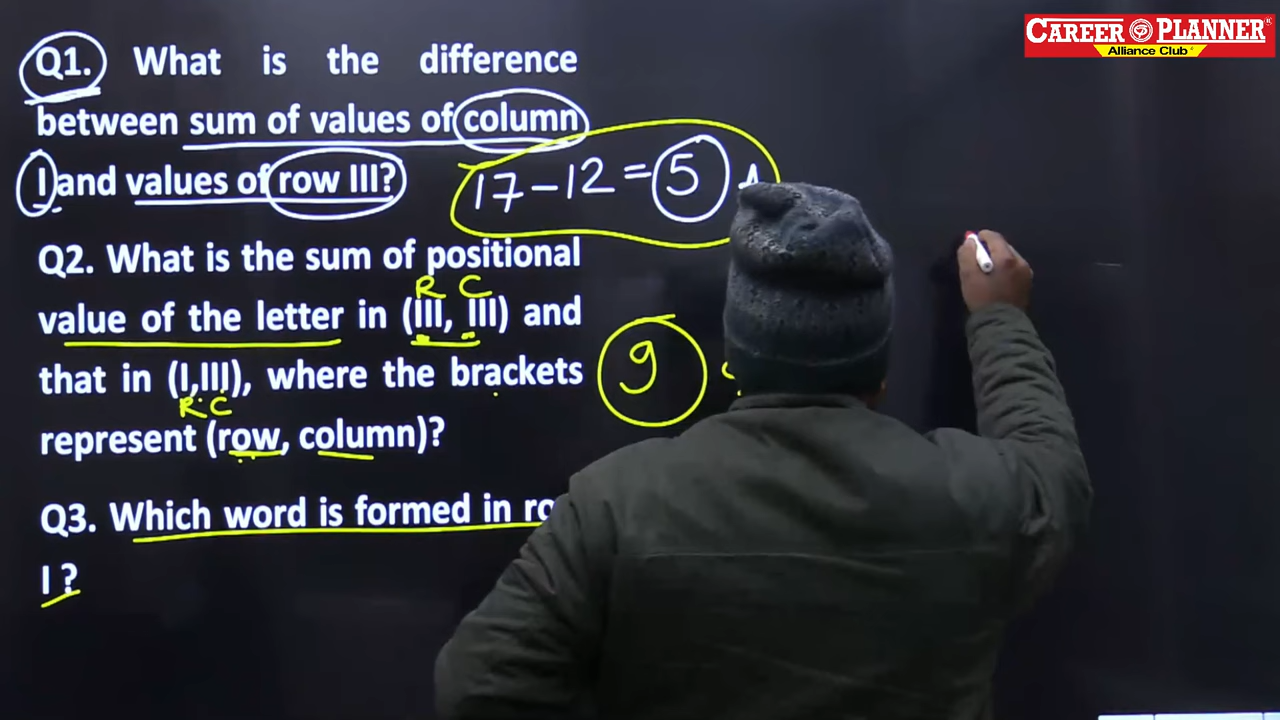 CAREER PLANNER
Alliance Club
Q1. What is the difference
between sum of values of column
I and values of row III?
17-12=5
Q2. What is the sum of positional
R C
value of the letter in (III, III) and
that in (I,III), where the brackets
R C
9
represent (row, column)?
Q3. Which word is formed in
I ?